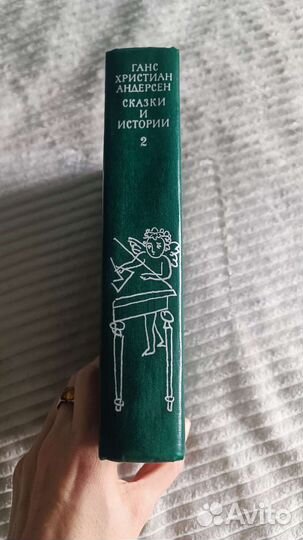 ГАНС
ХРИСТИАН
АНДЕРСЕН
СКАЗКИ
И
ИСТОРИИ
2
Avito